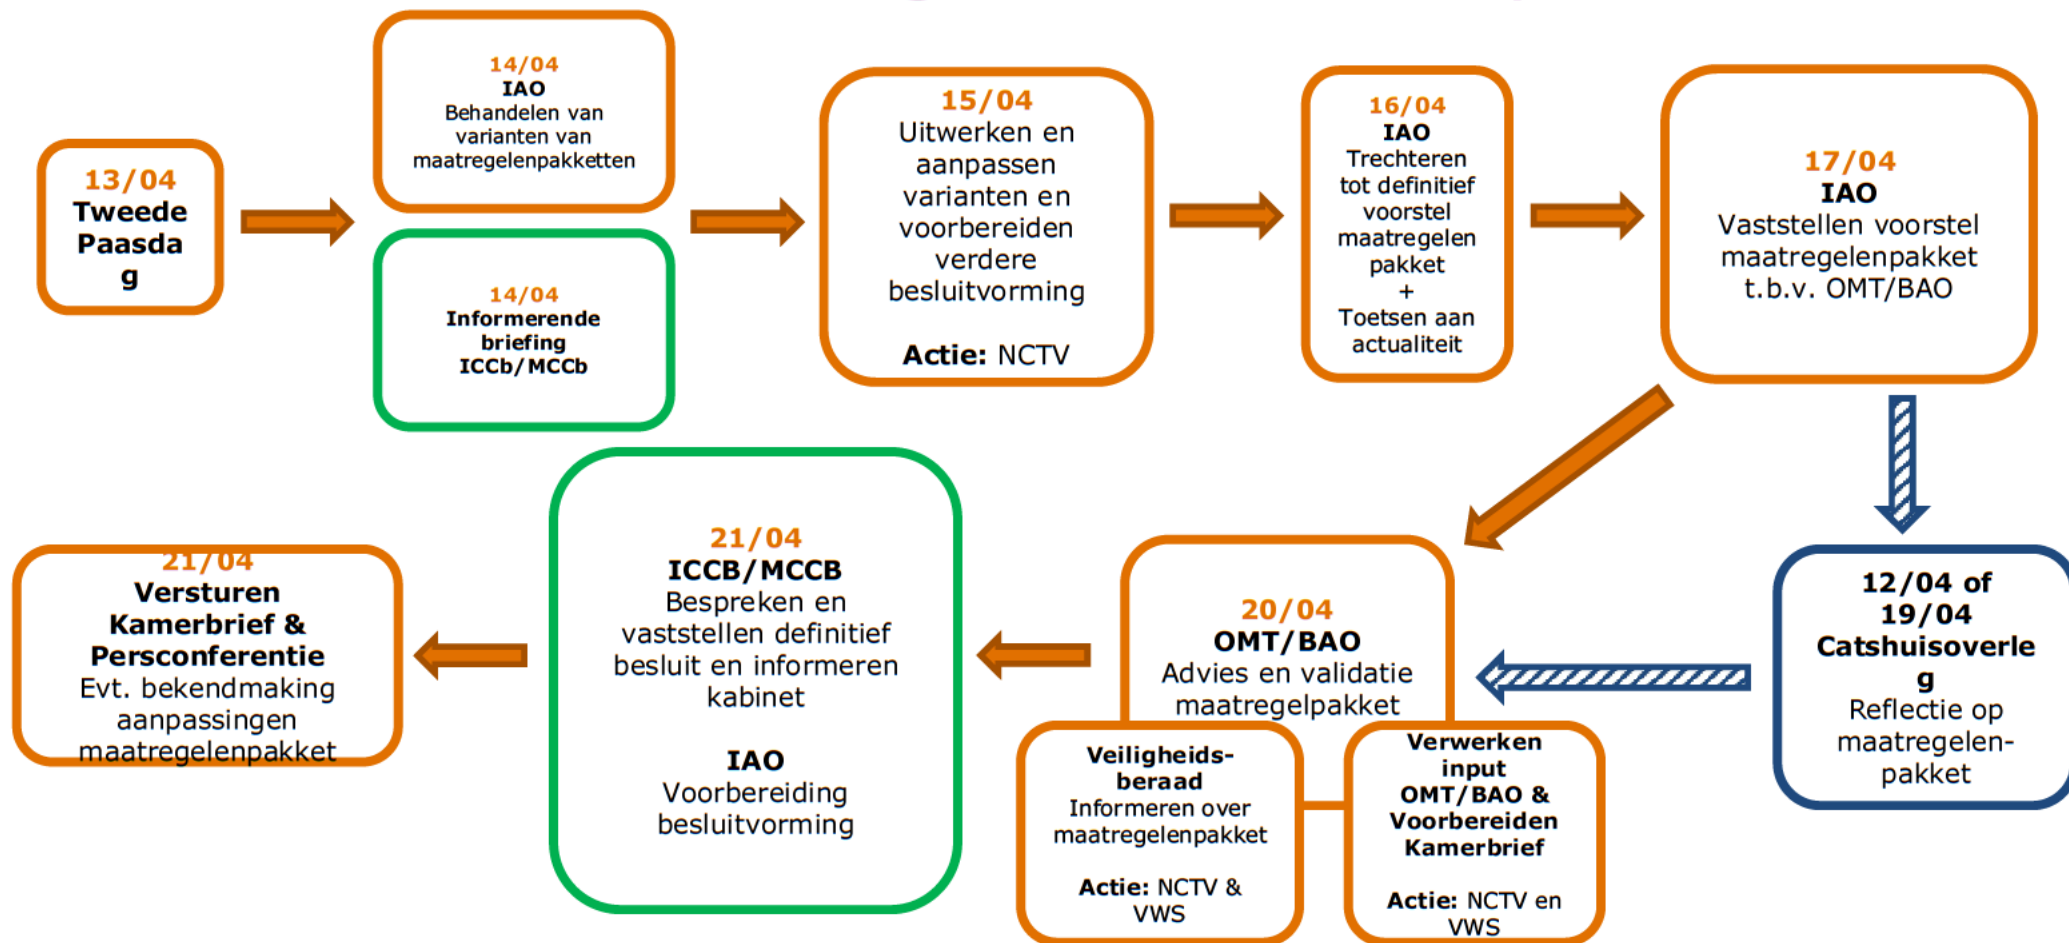 13/04
Tweede
Paasda
g
14/04
IAO
Behandelen van
varianten van
maatregelenpakketten
14/04
Informerende
briefing
ICCb/MCCb
15/04
Uitwerken en
aanpassen
varianten en
voorbereiden
verdere
besluitvorming
Actie: NCTV
16/04
IAO
Trechteren
tot definitief
voorstel
maatregelen
pakket
+
Toetsen aan
actualiteit
17/04
IAO
Vaststellen voorstel
maatregelenpakket
t.b.v. OMT/BAO
12/04 of
19/04
Catshuisoverle
g
Reflectie op
maatregelen-
pakket
20/04
OMT/BAO
Advies en validatie
maatregelpakket
Veiligheids-
beraad
Informeren over
maatregelenpakket
Actie: NCTV &
VWS
Verwerken
input
OMT/BAO &
Voorbereiden
Kamerbrief
Actie: NCTV en
VWS
21/04
ICCB/MCCB
Bespreken en
vaststellen definitief
besluit en informeren
kabinet
IAO
Voorbereiding
besluitvorming
21/04
Versturen
Kamerbrief &
Persconferentie
Evt. bekendmaking
aanpassingen
maatregelenpakket